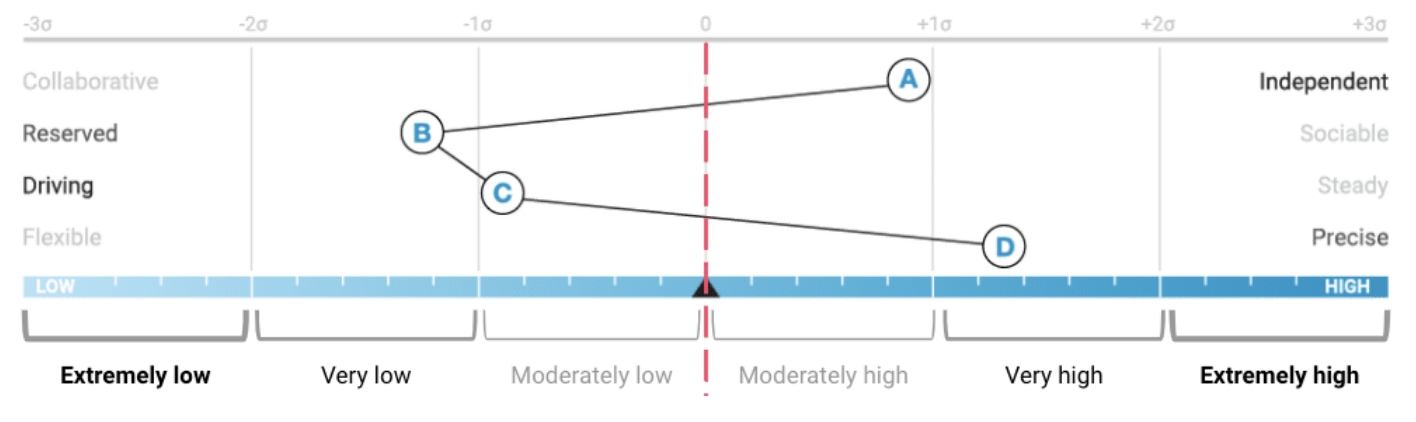 -3σ -2σ -1σ 0 +1σ +2σ +3σ
Collaborative A Independent
Reserved B Sociable
Driving C Steady
Flexible D Precise
LOW HIGH
Extremely low Very low Moderately low Moderately high Very high Extremely high